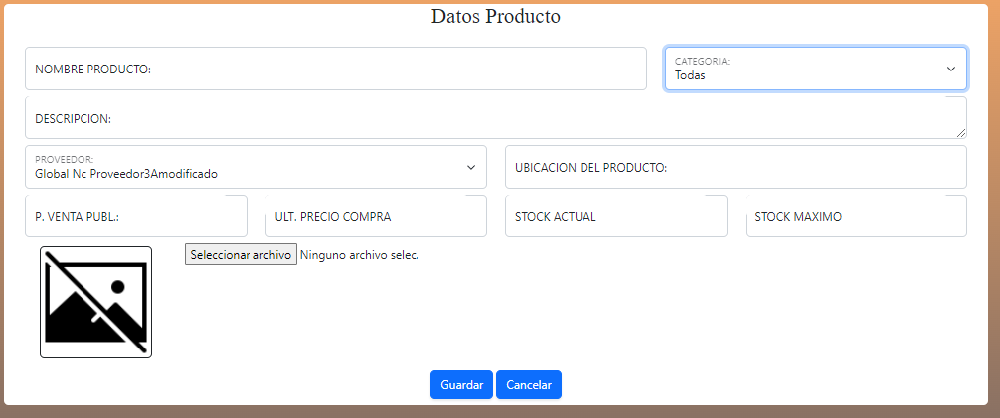 Datos Producto
NOMBRE PRODUCTO:
CATEGORIA:
Todas
DESCRIPCION:
PROVEEDOR:
Global Nc Proveedor3Amodificado
UBICACION DEL PRODUCTO:
P. VENTA PUBL.:
ULT. PRECIO COMPRA
STOCK ACTUAL
STOCK MAXIMO
Seleccionar archivo Ninguno archivo selec.
Guardar
Cancelar